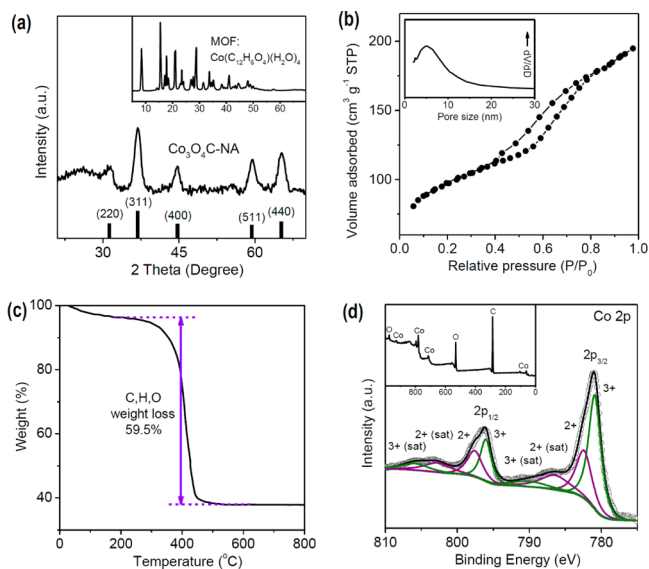 (a)
MOF:
Co(C₁₂H₆O₄)(H₂O)₄
5 10 20 30 40 50 60 70
Intensity (a.u.)
Co₃O₄C-NA
(220)
(311)
(400)
(511)
(440)
30 45 60
2 Theta (Degree)
(b)
Volume adsorbed (cm³ g⁻¹ STP)
200
150
100
50
dV/dD
0 10 20 30
Pore size (nm)
0.0 0.2 0.4 0.6 0.8 1.0
Relative pressure (P/P₀)
(c)
Weight (%)
100
80
60
40
C,H,O
weight loss
59.5%
0 200 400 600 800
Temperature (°C)
(d)
Co 2p
O
Co
Co
Co
O
C
Co
800 600 400 200 0
2p₃/₂
2p₁/₂
3+ (sat)
2+ (sat)
2+
3+
3+ (sat)
2+ (sat)
2+
3+
Intensity (a.u.)
810 800 790 780
Binding Energy (eV)